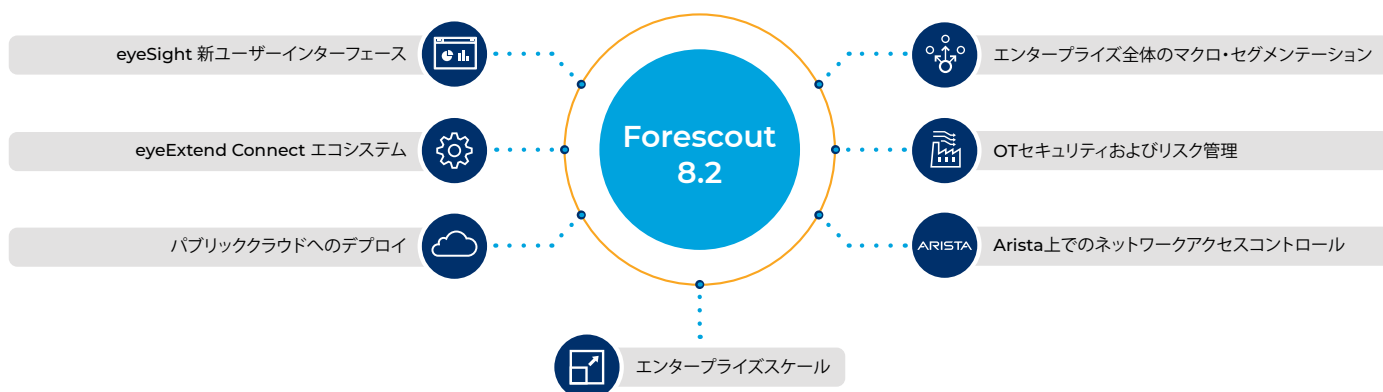 eyeSight 新ユーザーインターフェース
eyeExtend Connect エコシステム
パブリッククラウドへのデプロイ
Forescout
8.2
エンタープライズ全体のマクロ・セグメンテーション
OTセキュリティおよびリスク管理
ARISTA
Arista上でのネットワークアクセスコントロール
エンタープライズスケール